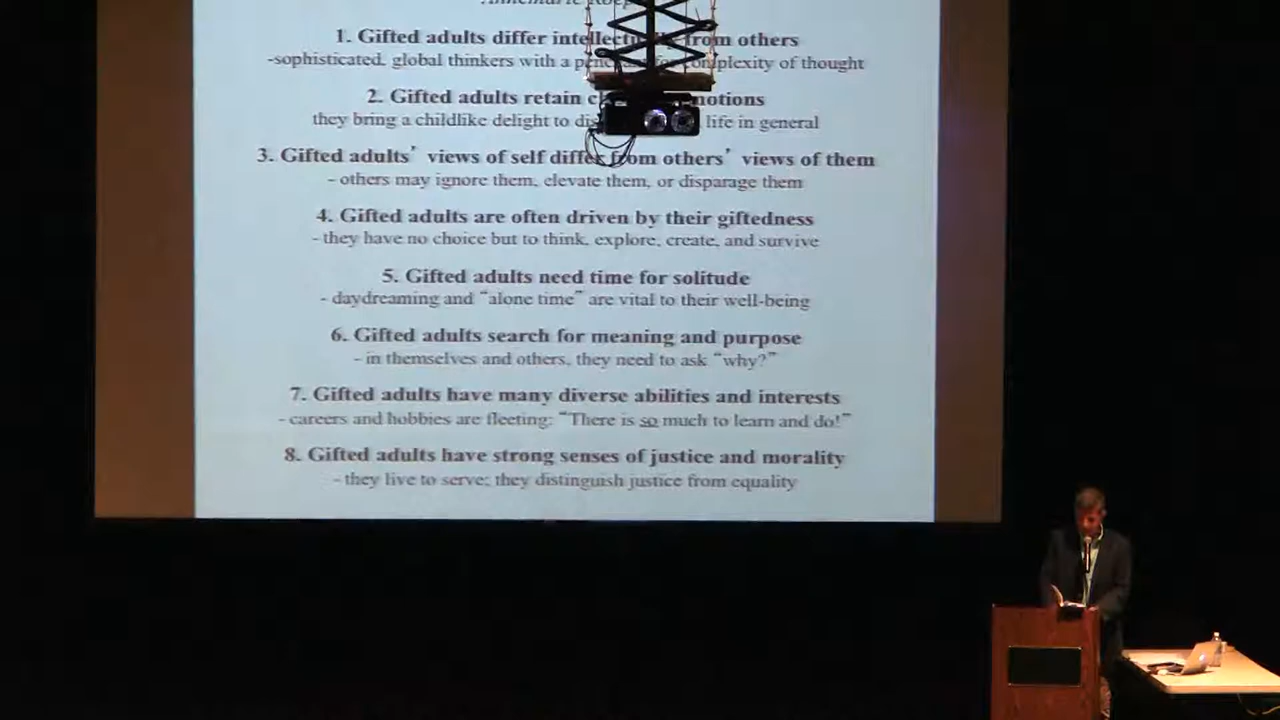 1. Gifted adults differ from others
-sophisticated, global thinkers with a complexity of thought
2. Gifted adults retain
they bring a childlike delight to life in general
3. Gifted adults' views of self differ from others' views of them
- others may ignore them, elevate them, or disparage them
4. Gifted adults are often driven by their giftedness
- they have no choice but to think, explore, create, and survive
5. Gifted adults need time for solitude
- daydreaming and "alone time" are vital to their well-being
6. Gifted adults search for meaning and purpose
- in themselves and others, they need to ask "why?"
7. Gifted adults have many diverse abilities and interests
- careers and hobbies are fleeting: "There is so much to learn and do!"
8. Gifted adults have strong senses of justice and morality
- they live to serve; they distinguish justice from equality